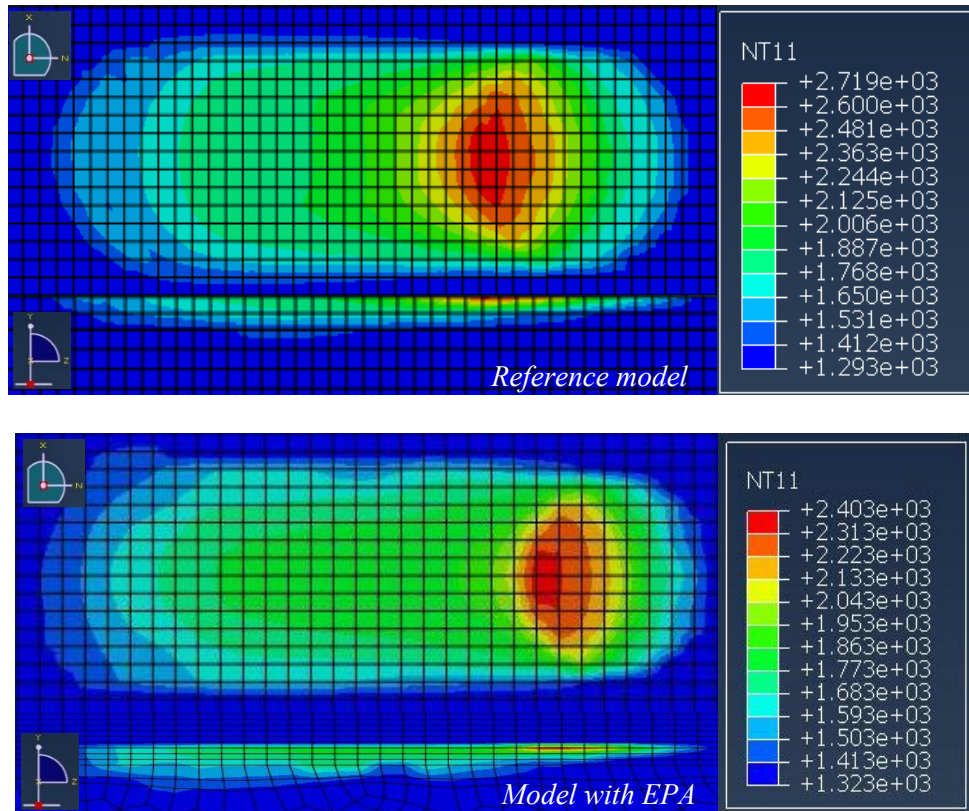 X
Z
NT11
+2.719e+03
+2.600e+03
+2.481e+03
+2.363e+03
+2.244e+03
+2.125e+03
+2.006e+03
+1.887e+03
+1.768e+03
+1.650e+03
+1.531e+03
+1.412e+03
+1.293e+03
Y
X
Z
Reference model
X
Z
NT11
+2.403e+03
+2.313e+03
+2.223e+03
+2.133e+03
+2.043e+03
+1.953e+03
+1.863e+03
+1.773e+03
+1.683e+03
+1.593e+03
+1.503e+03
+1.413e+03
+1.323e+03
Y
X
Z
Model with EPA